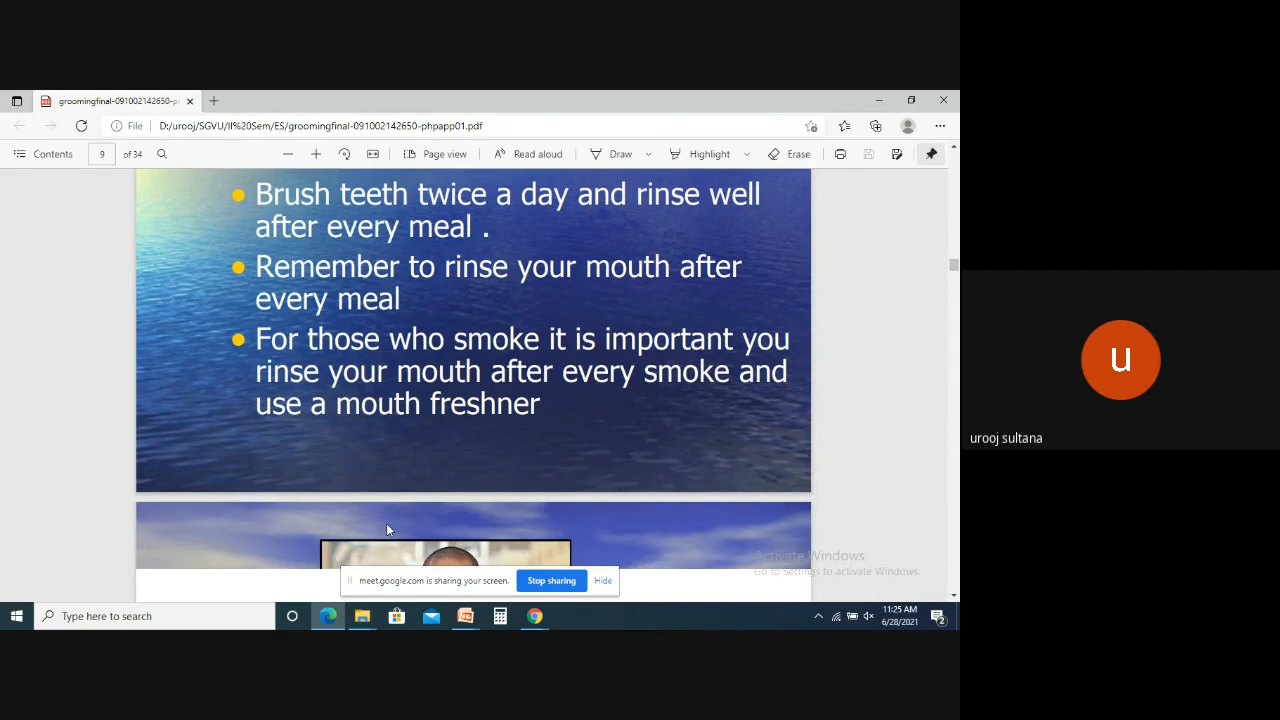 groomingfinal-091002142650-p
File
D:/urooj/SGVU/II%20Sem/ES/groomingfinal-091002142650-phpapp01.pdf
Contents
9
of 34
Page view
Read aloud
Draw
Highlight
Erase
Brush teeth twice a day and rinse well
after every meal .
Remember to rinse your mouth after
every meal
For those who smoke it is important you
rinse your mouth after every smoke and
use a mouth freshner
u
urooj sultana
Activate Windows
Go to Settings to activate Windows.
meet.google.com is sharing your screen.
Stop sharing
Hide
Type here to search
11:25 AM
6/28/2021
2